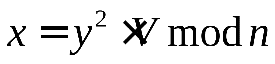 x = y² × V mod n